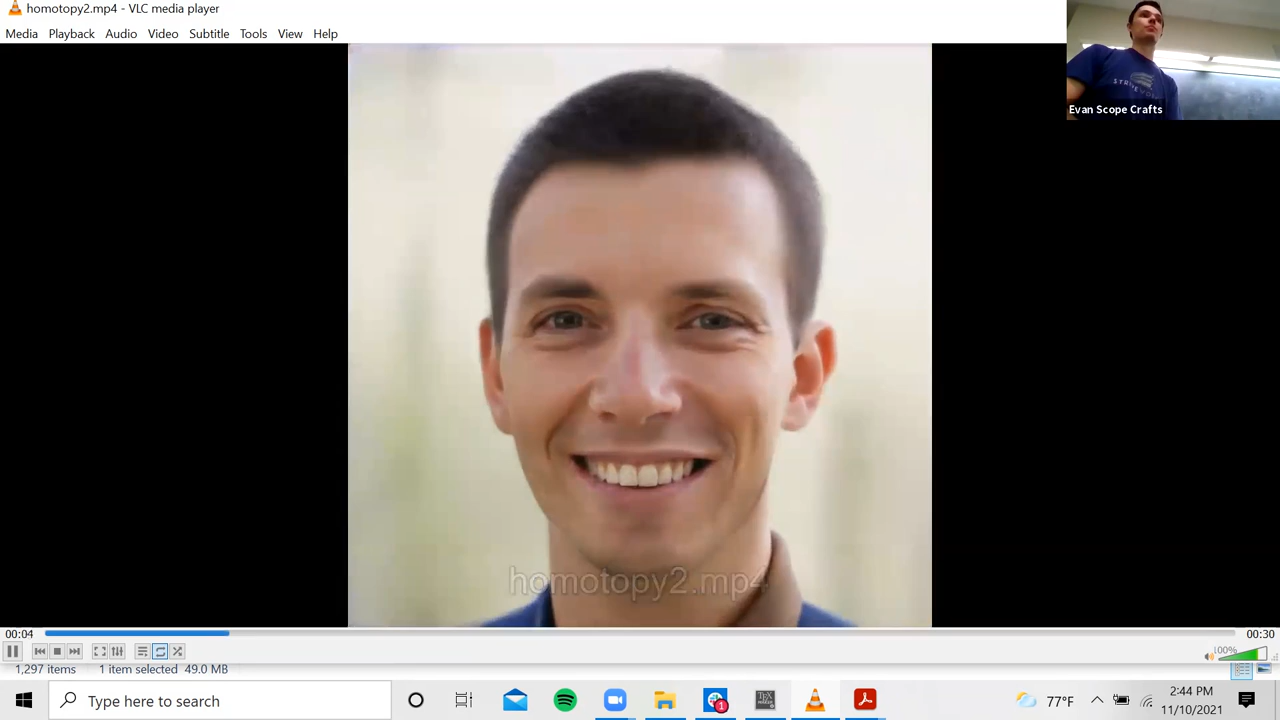 homotopy2.mp4 - VLC media player
Media Playback Audio Video Subtitle Tools View Help
Evan Scope Crafts
homotopy2.mp4
00:04
00:30
100%
1,297 items 1 item selected 49.0 MB
Type here to search
1
77°F
2:44 PM
11/10/2021